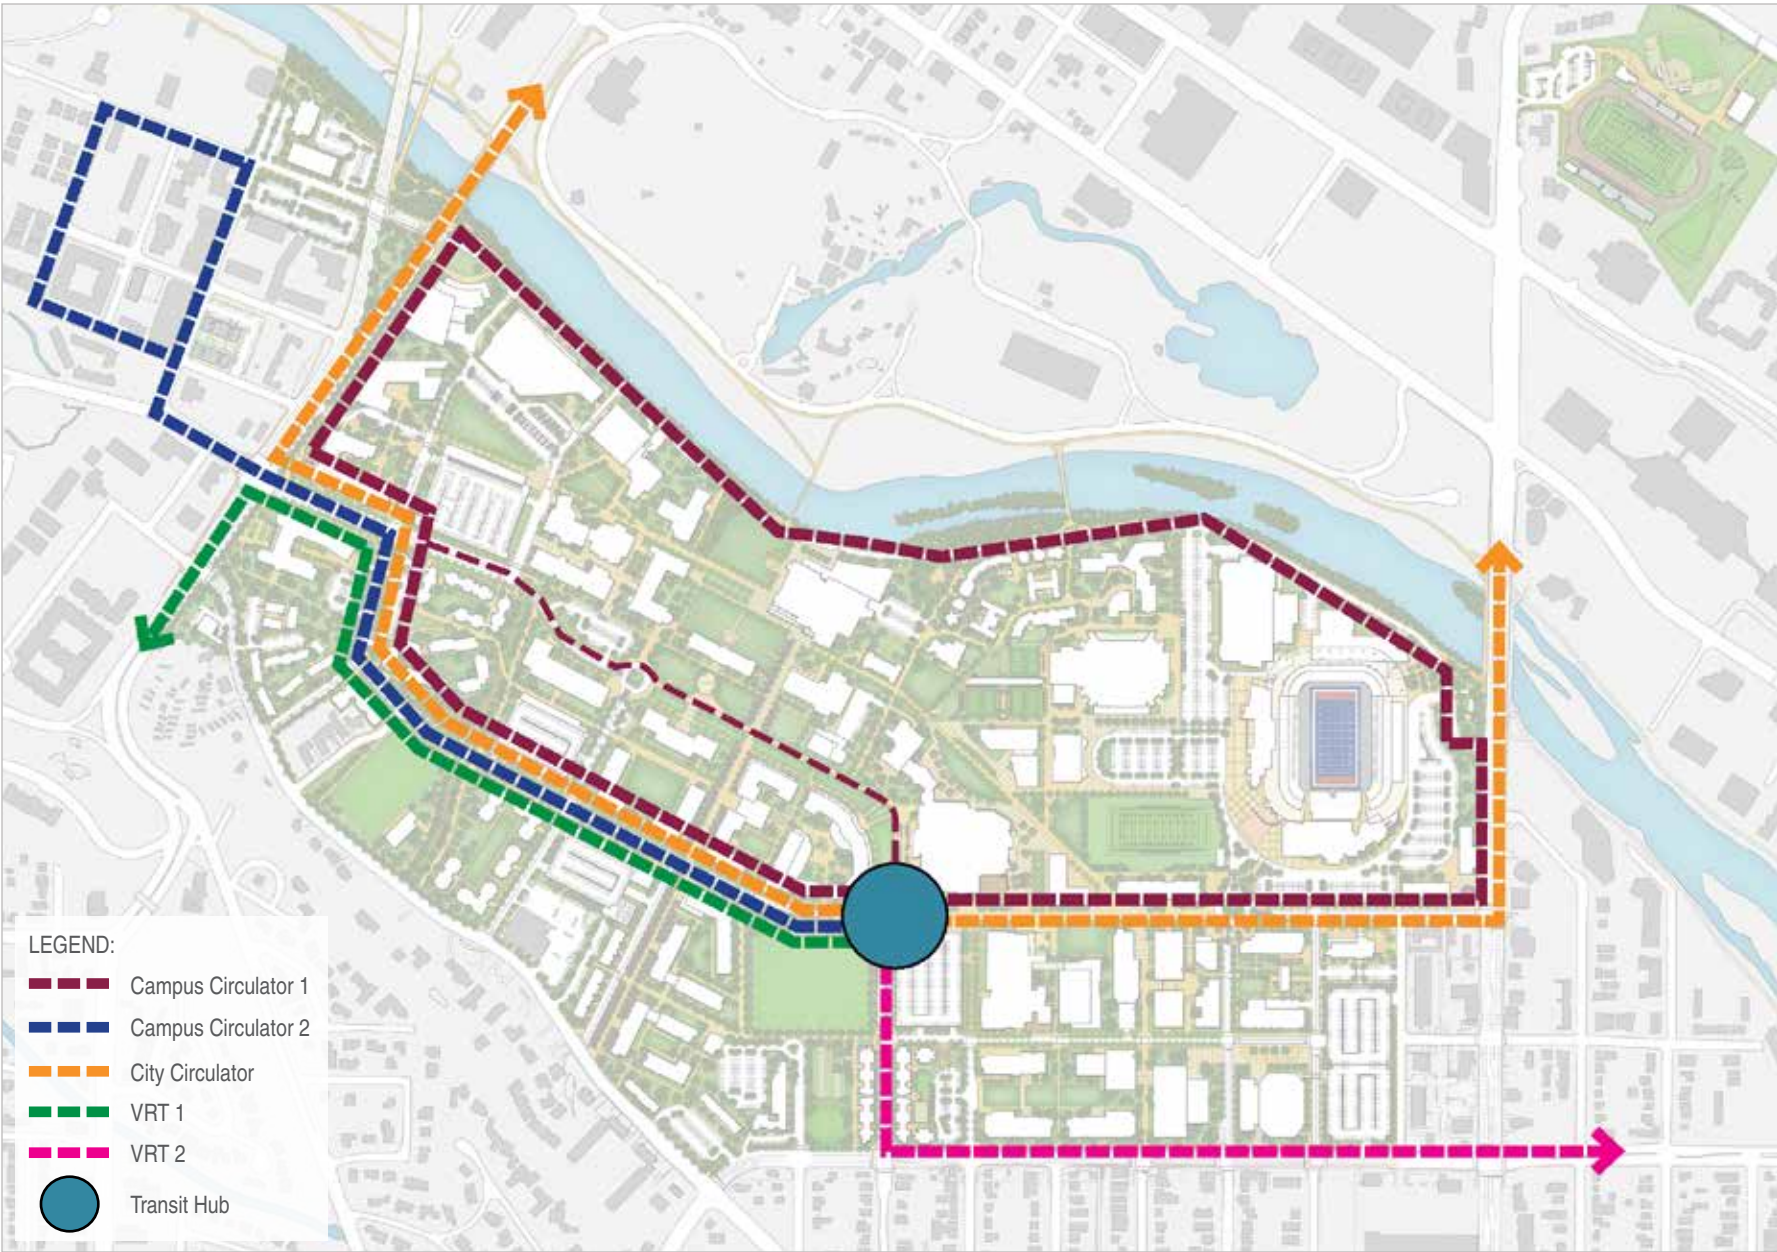 LEGEND:
Campus Circulator 1
Campus Circulator 2
City Circulator
VRT 1
VRT 2
Transit Hub